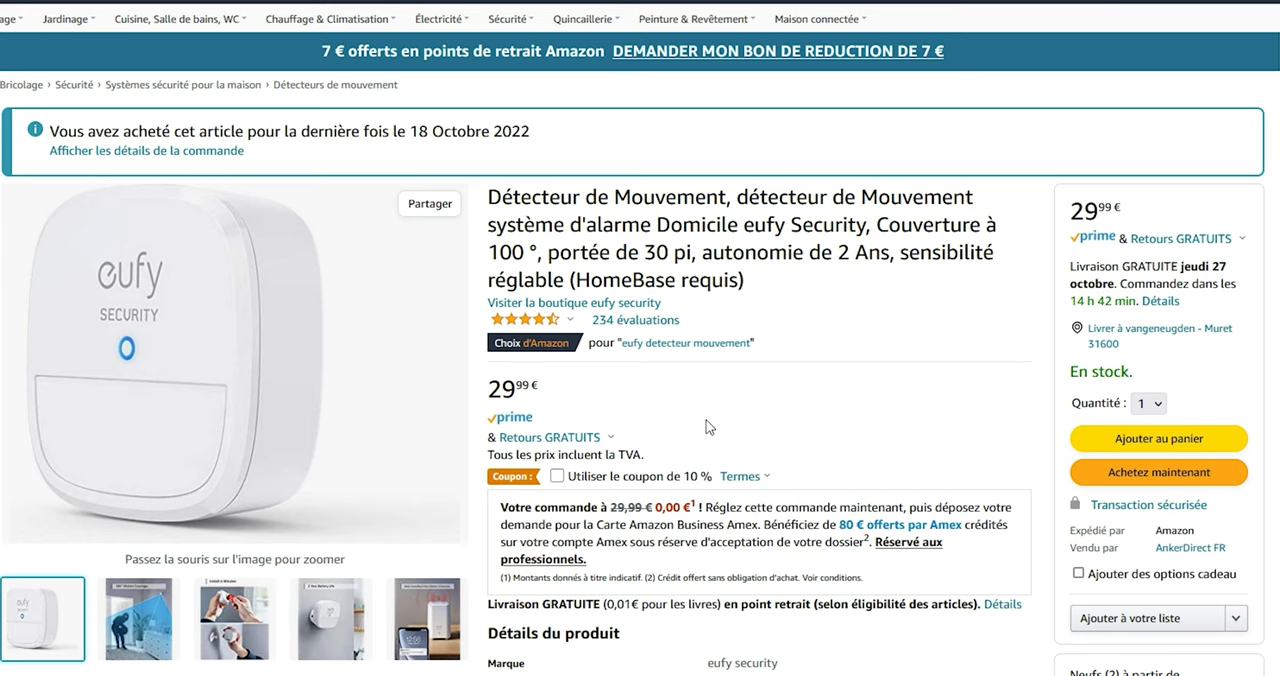 age
Jardinage
Cuisine, Salle de bains, WC
Chauffage & Climatisation
Électricité
Sécurité
Quincaillerie
Peinture & Revêtement
Maison connectée
7 € offerts en points de retrait Amazon DEMANDER MON BON DE REDUCTION DE 7 €
Bricolage › Sécurité › Systèmes sécurité pour la maison › Détecteurs de mouvement
Vous avez acheté cet article pour la dernière fois le 18 Octobre 2022
Afficher les détails de la commande
Partager
eufy
SECURITY
Passez la souris sur l'image pour zoomer
Détecteur de Mouvement, détecteur de Mouvement
système d'alarme Domicile eufy Security, Couverture à
100 °, portée de 30 pi, autonomie de 2 Ans, sensibilité
réglable (HomeBase requis)
Visiter la boutique eufy security
234 évaluations
Choix d'Amazon pour "eufy detecteur mouvement"
29,99 €
prime
& Retours GRATUITS
Tous les prix incluent la TVA.
Coupon : Utiliser le coupon de 10 % Termes
Votre commande à 29,99 € 0,00 €¹ ! Réglez cette commande maintenant, puis déposez votre
demande pour la Carte Amazon Business Amex. Bénéficiez de 80 € offerts par Amex crédités
sur votre compte Amex sous réserve d'acceptation de votre dossier². Réservé aux
professionnels.
(1) Montants donnés à titre indicatif. (2) Crédit offert sans obligation d'achat. Voir conditions.
Livraison GRATUITE (0,01€ pour les livres) en point retrait (selon éligibilité des articles). Détails
Détails du produit
Marque eufy security
29,99 €
prime & Retours GRATUITS
Livraison GRATUITE jeudi 27
octobre. Commandez dans les
14 h 42 min. Détails
Livrer à vangeneugden - Muret
31600
En stock.
Quantité : 1
Ajouter au panier
Achetez maintenant
Transaction sécurisée
Expédié par Amazon
Vendu par AnkerDirect FR
Ajouter des options cadeau
Ajouter à votre liste
Neufs (2) à partir de